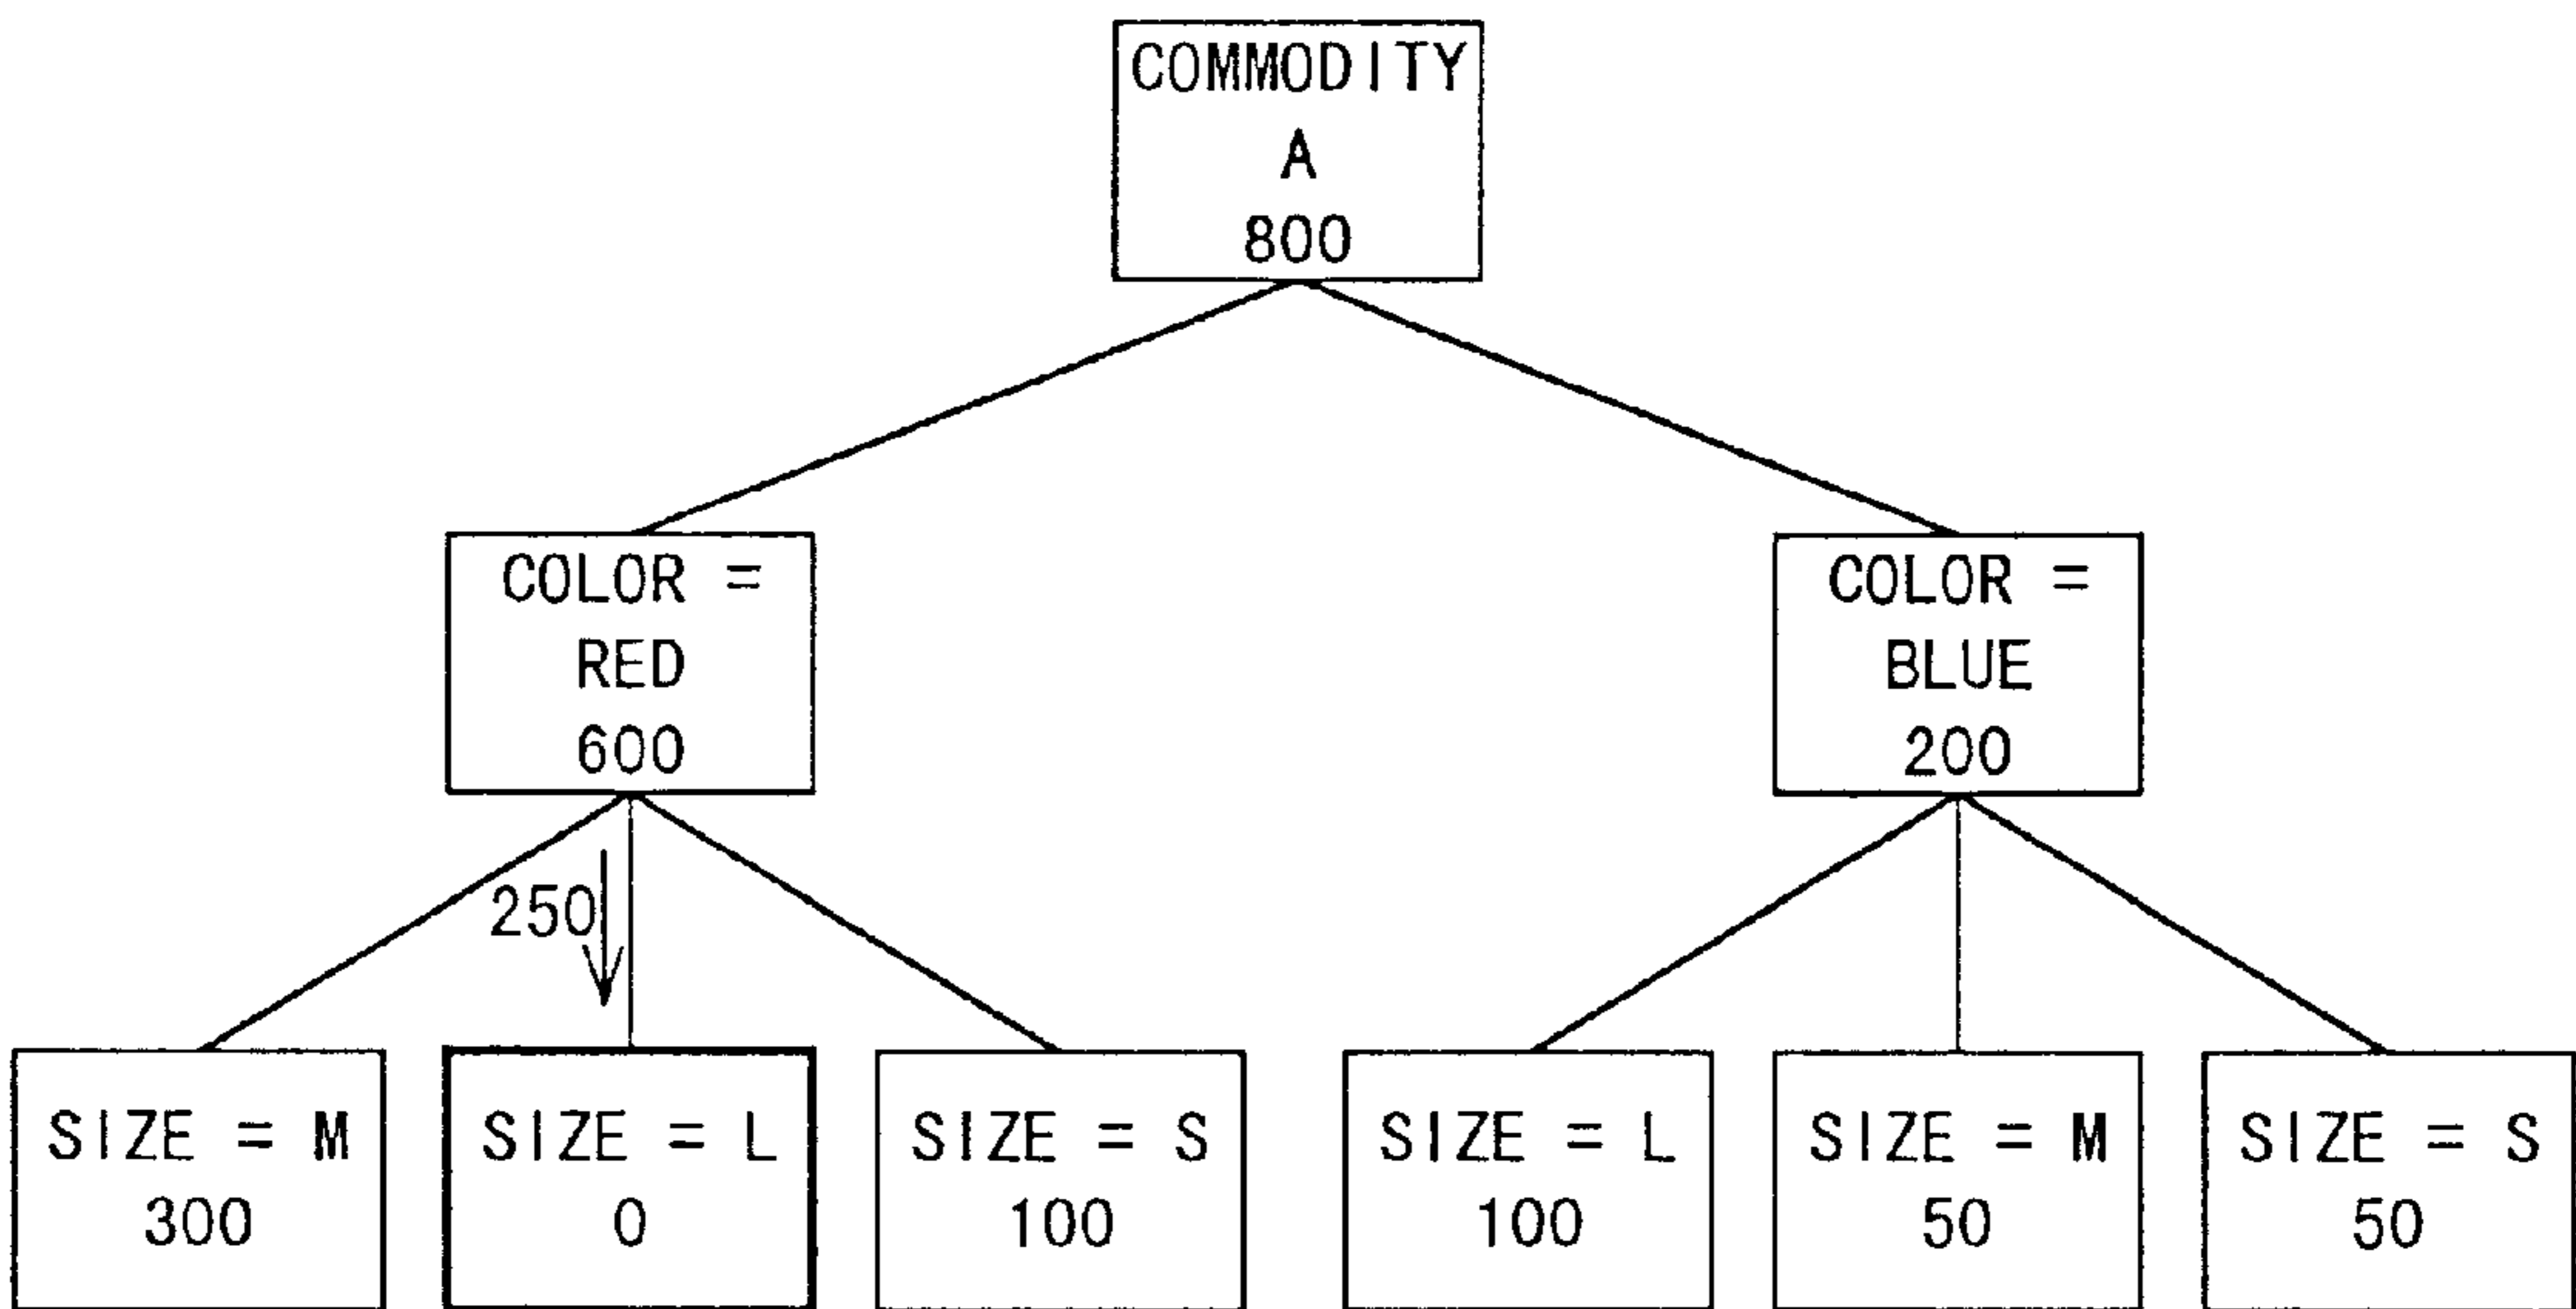 COMMODITY
A
800
COLOR =
RED
600
COLOR =
BLUE
200
250
SIZE = M
300
SIZE = L
0
SIZE = S
100
SIZE = L
100
SIZE = M
50
SIZE = S
50